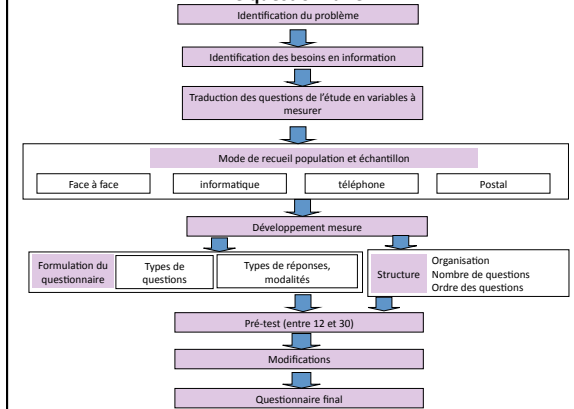 Identification du problème
Identification des besoins en information
Traduction des questions de l'étude en variables à
mesurer
Mode de recueil population et échantillon
Face à face
informatique
téléphone
Postal
Développement mesure
Formulation du
questionnaire
Types de
questions
Types de réponses,
modalités
Structure
Organisation
Nombre de questions
Ordre des questions
Pré-test (entre 12 et 30)
Modifications
Questionnaire final